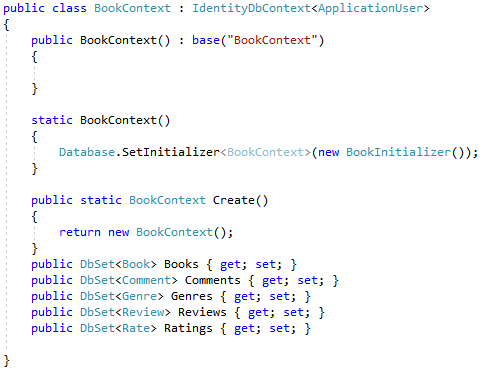 public class BookContext : IdentityDbContext<ApplicationUser>
{
    public BookContext() : base("BookContext")
    {

    }

    static BookContext()
    {
        Database.SetInitializer<BookContext>(new BookInitializer());
    }

    public static BookContext Create()
    {
        return new BookContext();
    }
    public DbSet<Book> Books { get; set; }
    public DbSet<Comment> Comments { get; set; }
    public DbSet<Genre> Genres { get; set; }
    public DbSet<Review> Reviews { get; set; }
    public DbSet<Rate> Ratings { get; set; }

}